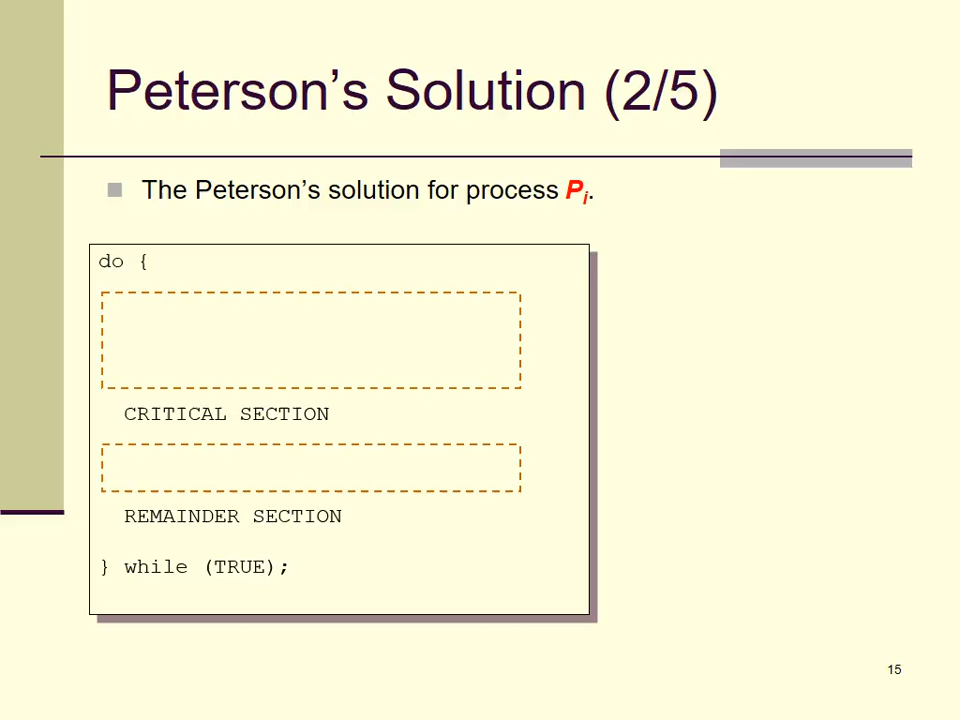 Peterson’s Solution (2/5)
The Peterson’s solution for process Pi.
do {
CRITICAL SECTION
REMAINDER SECTION
} while (TRUE);
15